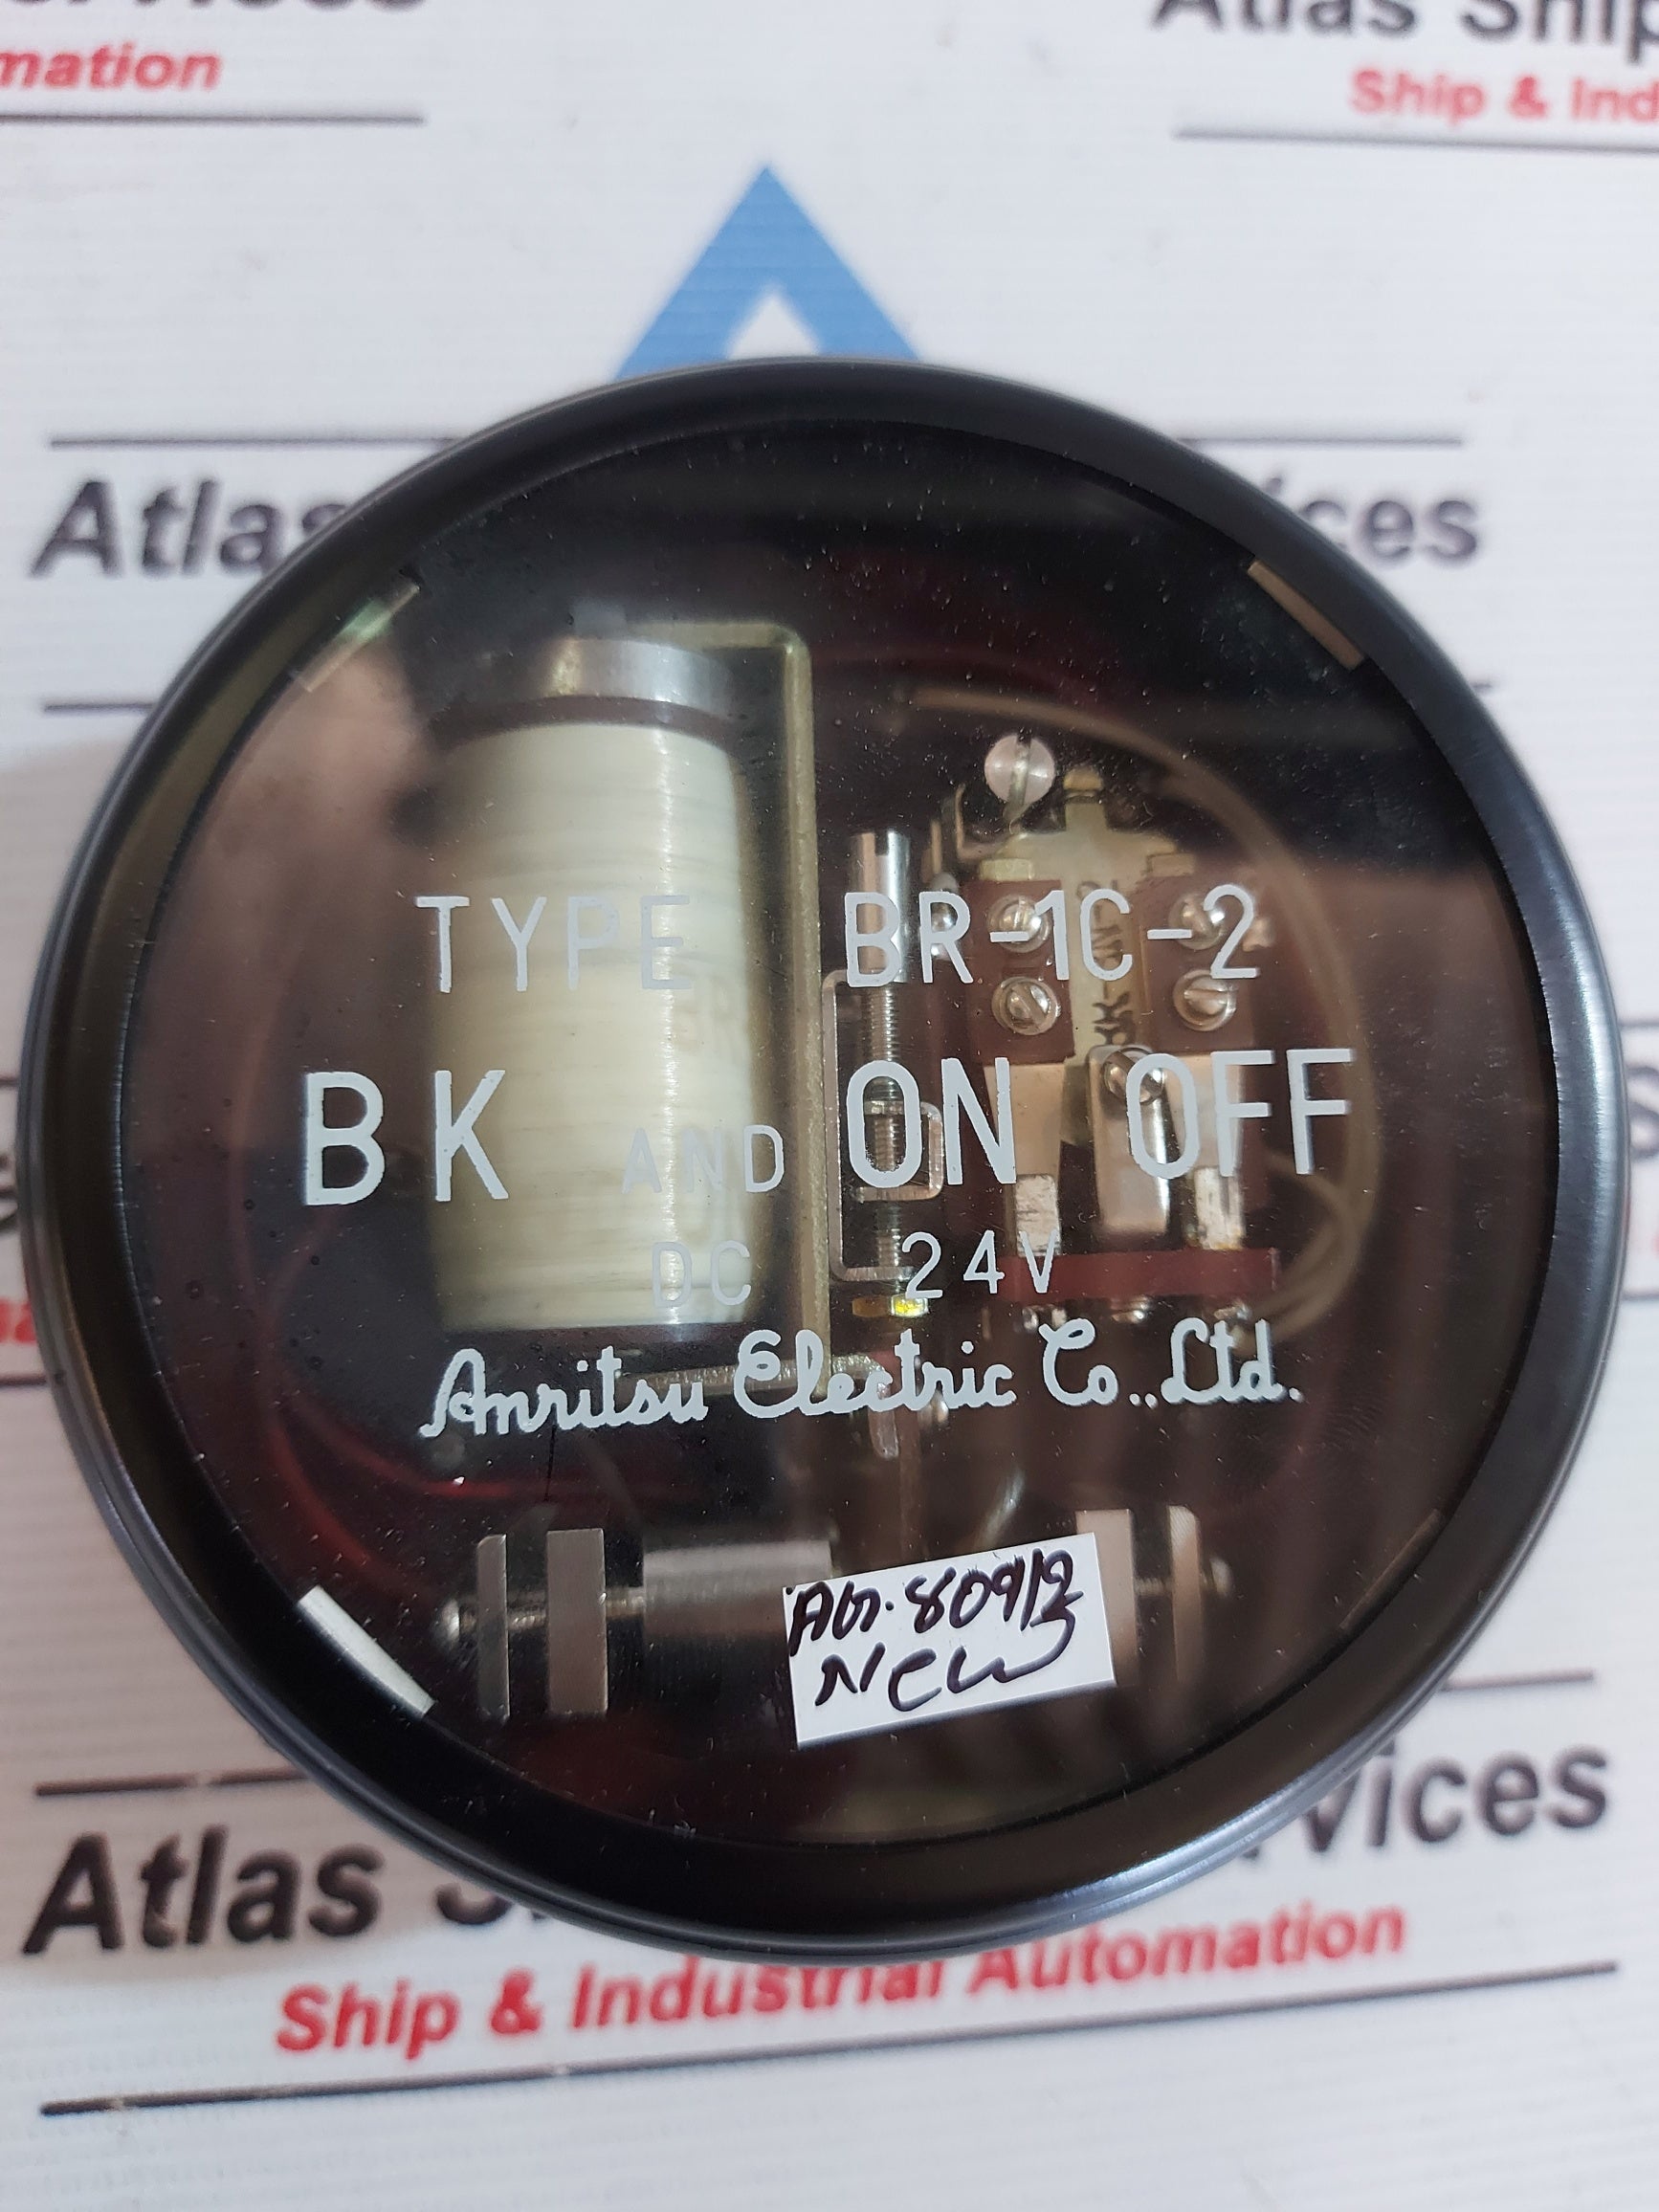 Atlas Ship
mation
Ship & Ind
Atlas
ices
TYPE BR-1C-2
BK AND ON OFF
DC 24V
Anritsu Electric Co., Ltd.
New
Atlas
vices
Ship & Industrial Automation